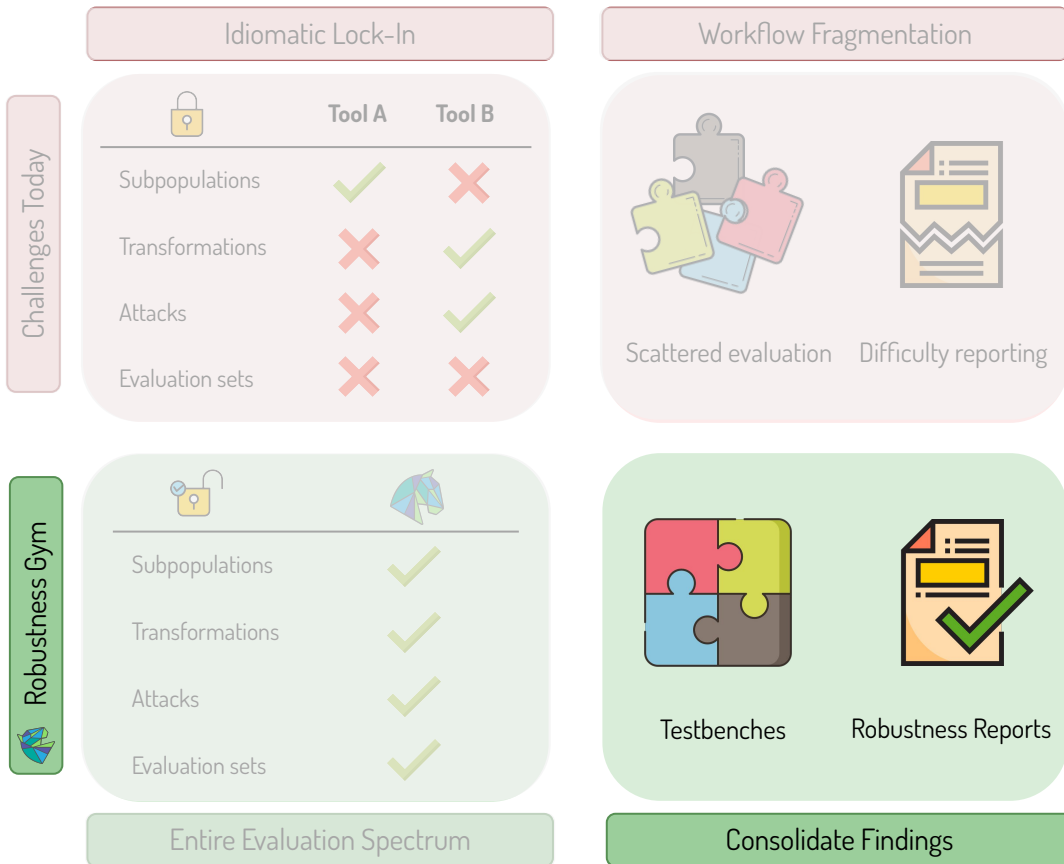 Idiomatic Lock-In
Workflow Fragmentation
Challenges Today
Tool A Tool B
Subpopulations
Transformations
Attacks
Evaluation sets
Scattered evaluation
Difficulty reporting
Robustness Gym
Subpopulations
Transformations
Attacks
Evaluation sets
Testbenches
Robustness Reports
Entire Evaluation Spectrum
Consolidate Findings